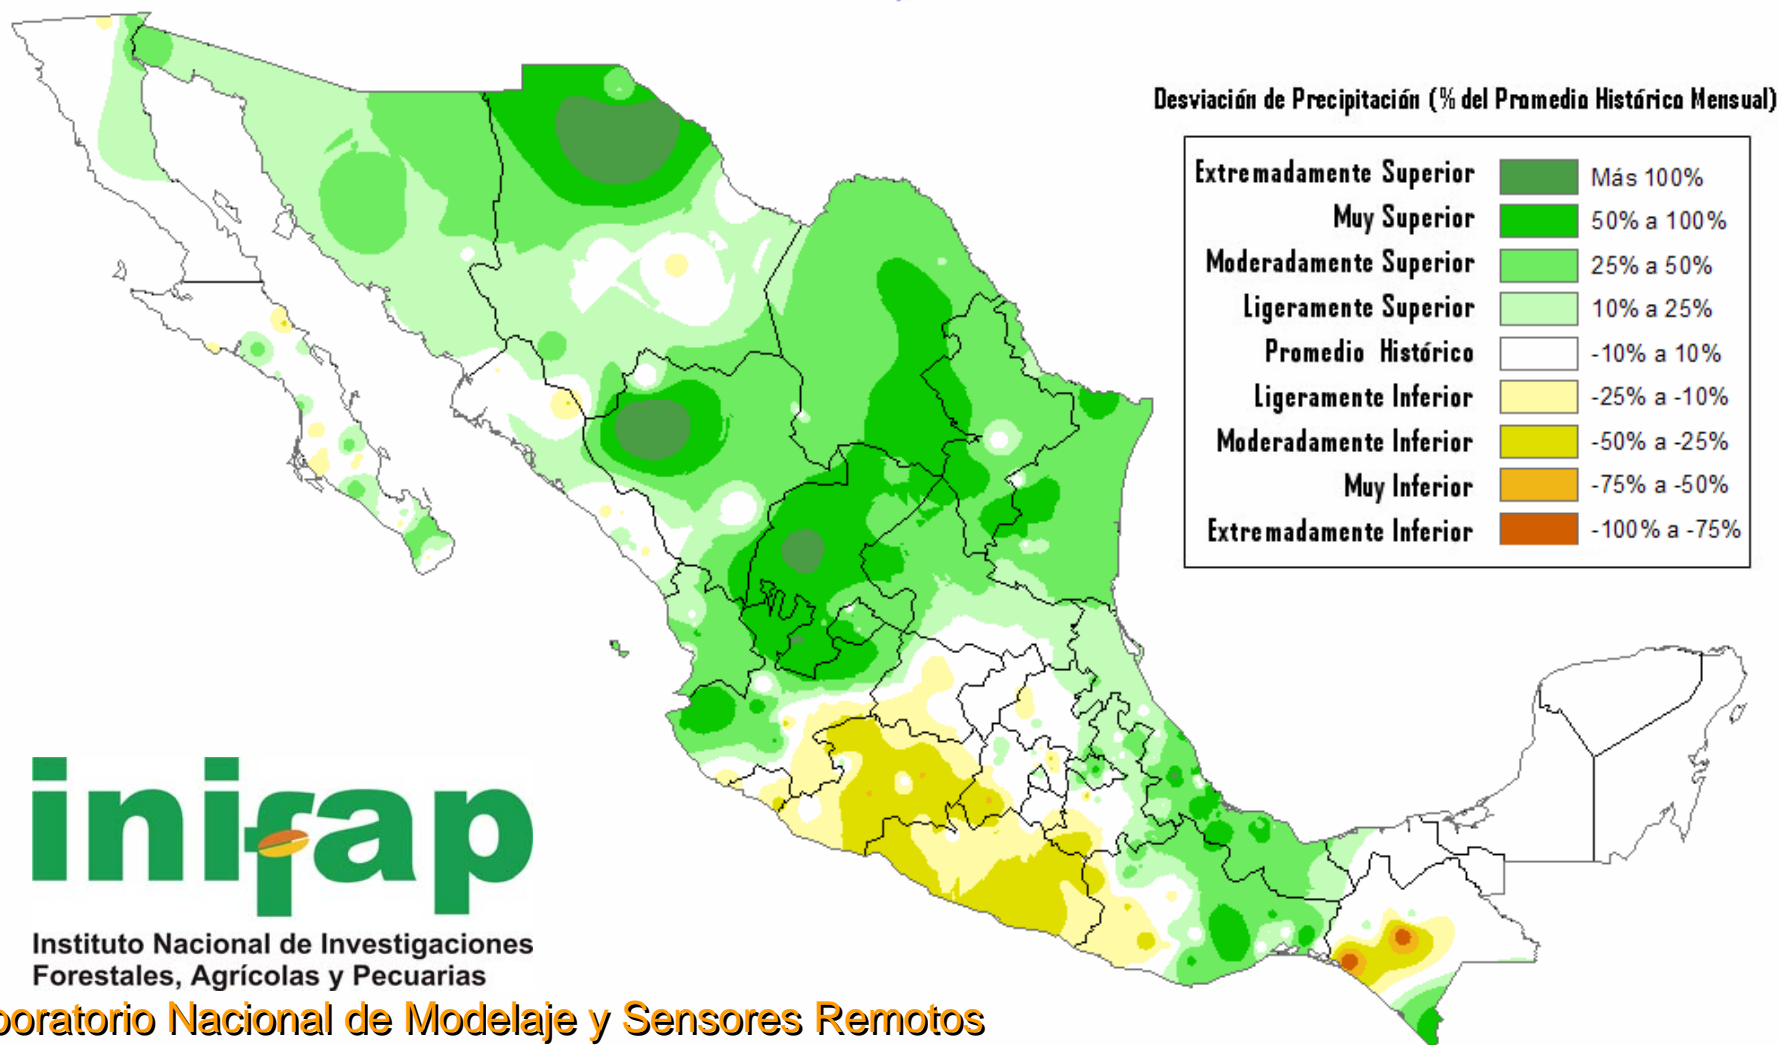 Desviación de Precipitación (% del Promedio Histórico Mensual)
Extremadamente Superior Más 100%
Muy Superior 50% a 100%
Moderadamente Superior 25% a 50%
Ligeramente Superior 10% a 25%
Promedio Histórico -10% a 10%
Ligeramente Inferior -25% a -10%
Moderadamente Inferior -50% a -25%
Muy Inferior -75% a -50%
Extremadamente Inferior -100% a -75%
inifap
Instituto Nacional de Investigaciones
Forestales, Agrícolas y Pecuarias
boratorio Nacional de Modelaje y Sensores Remotos